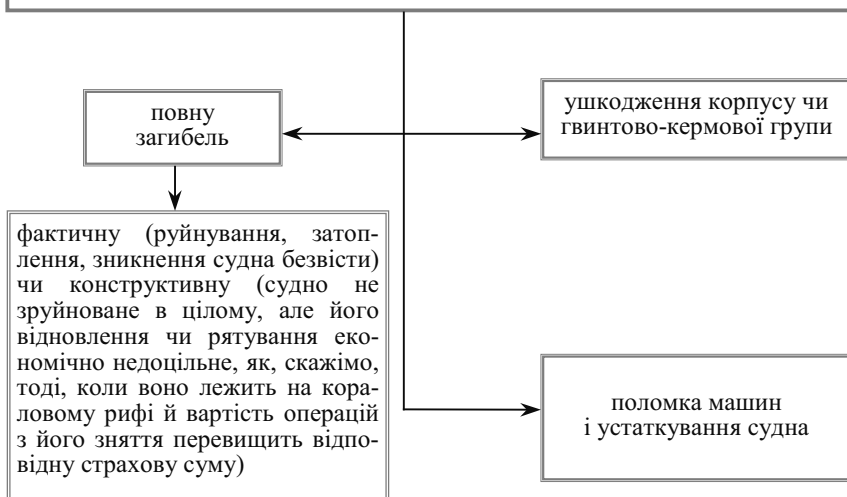 повну
загибель
ушкодження корпусу чи
гвинтово-кермової групи
фактичну (руйнування, затоп-
лення, зникнення судна безвісти)
чи конструктивну (судно не
зруйноване в цілому, але його
відновлення чи рятування еко-
номічно недоцільне, як, скажімо,
тоді, коли воно лежить на кора-
ловому рифі й вартість операцій
з його зняття перевищить відпо-
відну страхову суму)
поломка машин
і устаткування судна